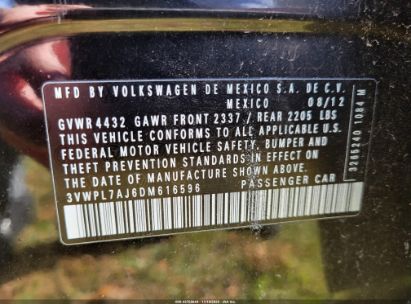 MFD BY VOLKSWAGEN DE MEXICO S.A. DE C.V.
MEXICO 08/12
GVWR 4432 GAWR FRONT 2337 / REAR 2205 LBS
THIS VEHICLE CONFORMS TO ALL APPLICABLE U.S.
FEDERAL MOTOR VEHICLE SAFETY, BUMPER AND
THEFT PREVENTION STANDARDS IN EFFECT ON
THE DATE OF MANUFACTURE SHOWN ABOVE.
3VWPL7AJ6DM616596 PASSENGER CAR
3265240 1084 M